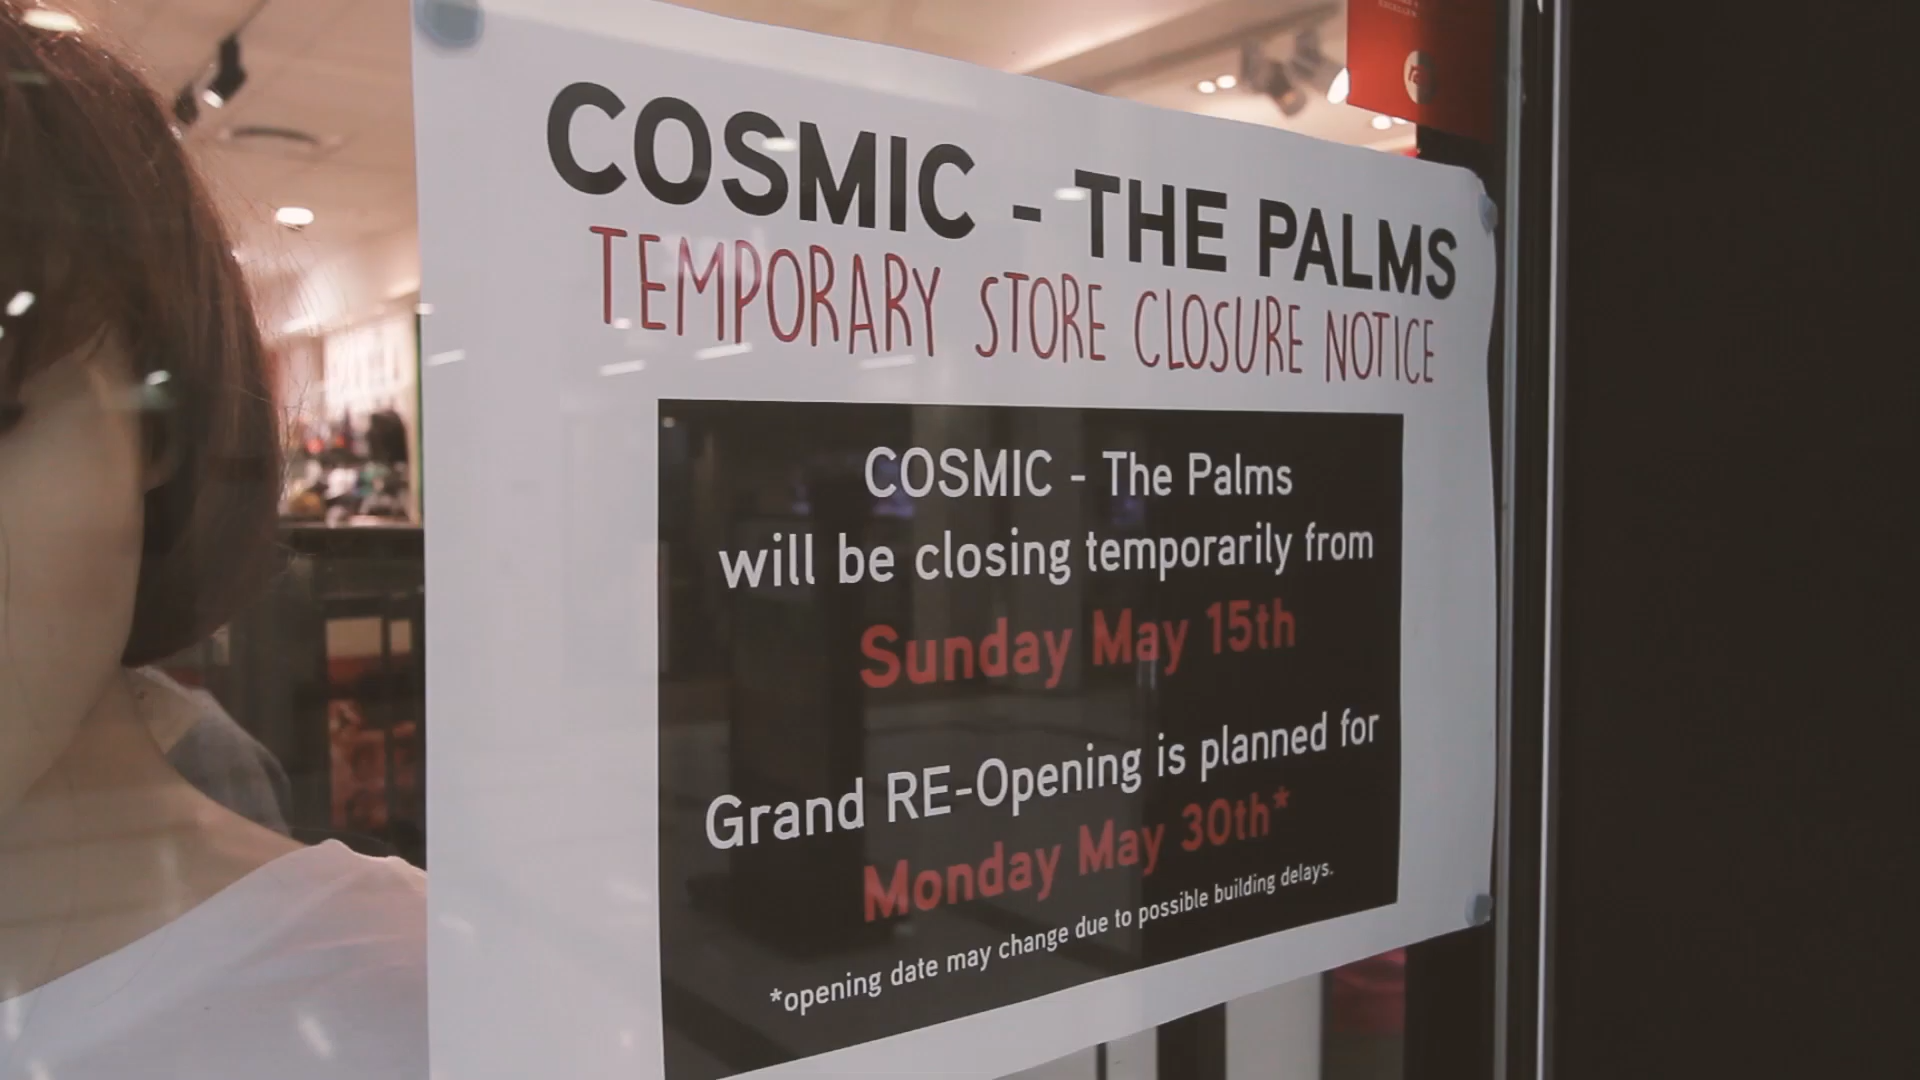 COSMIC - THE PALMS
TEMPORARY STORE CLOSURE NOTICE
COSMIC - The Palms
will be closing temporarily from
Sunday May 15th
Grand RE-Opening is planned for
Monday May 30th*
*opening date may change due to possible building delays.